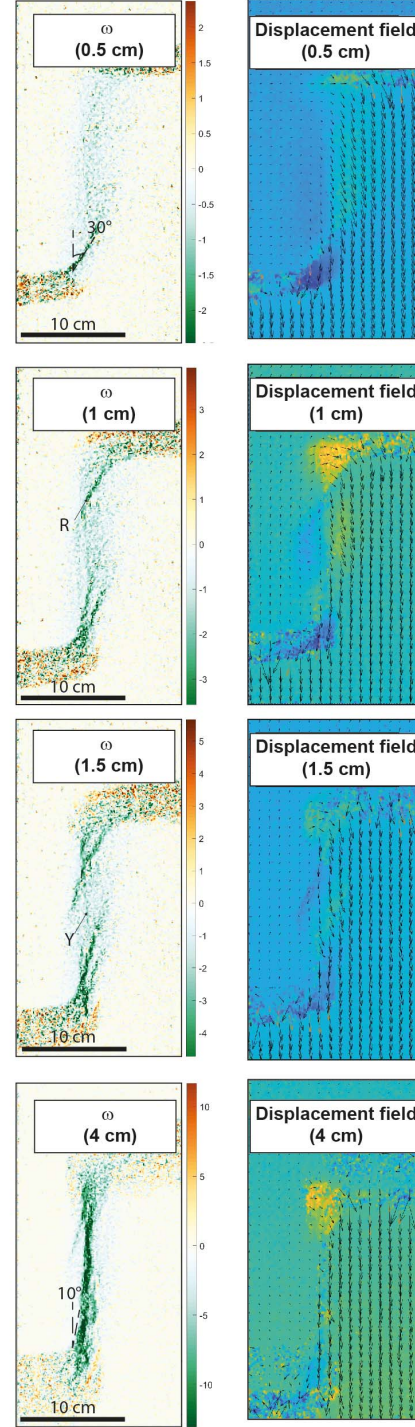 ω
(0.5 cm)
2
1.5
1
0.5
0
-0.5
-1
-1.5
-2
30°
10 cm
Displacement field
(0.5 cm)
ω
(1 cm)
3
2
1
0
-1
-2
-3
R
10 cm
Displacement field
(1 cm)
ω
(1.5 cm)
5
4
3
2
1
0
-1
-2
-3
-4
Y
10 cm
Displacement field
(1.5 cm)
ω
(4 cm)
10
5
0
-5
-10
10°
10 cm
Displacement field
(4 cm)